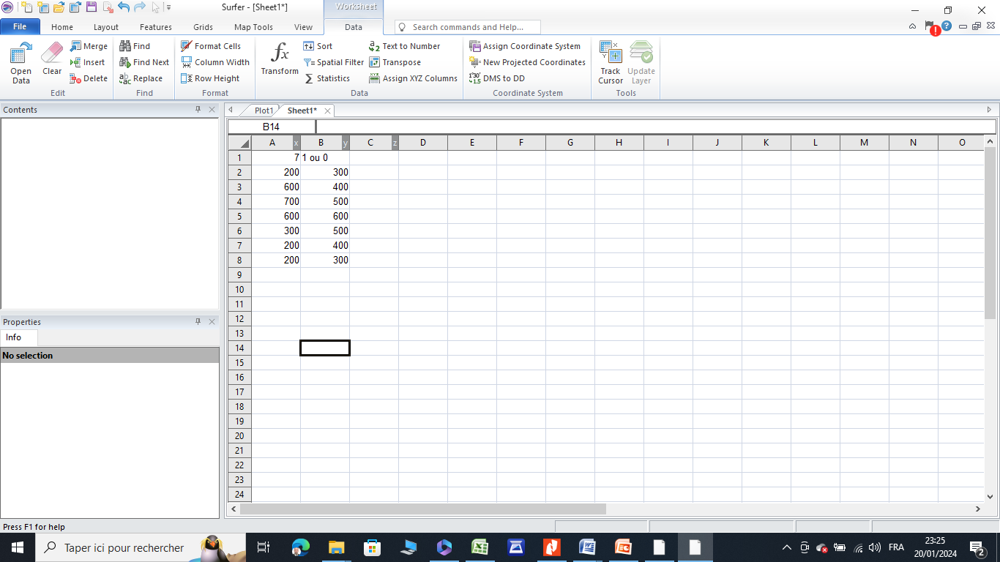 Surfer - [Sheet1*]
Worksheet
File Home Layout Features Grids Map Tools View Data Search commands and Help...
Open Data
Clear
Merge
Insert
Delete
Edit
Find
Find Next
Replace
Find
Format Cells
Column Width
Row Height
Format
fx
Transform
Sort
Spatial Filter
Statistics
Text to Number
Transpose
Assign XYZ Columns
Data
Assign Coordinate System
New Projected Coordinates
DMS to DD
Coordinate System
Track Cursor
Update Layer
Tools
Contents
Plot1 Sheet1*
B14
A x B y C z D E F G H I J K L M N O
1 7 1 ou 0
2 200 300
3 600 400
4 700 500
5 600 600
6 300 500
7 200 400
8 200 300
9
10
11
12
13
14
15
16
17
18
19
20
21
22
23
24
Properties
Info
No selection
Press F1 for help
Taper ici pour rechercher
FRA
23:25
20/01/2024
2